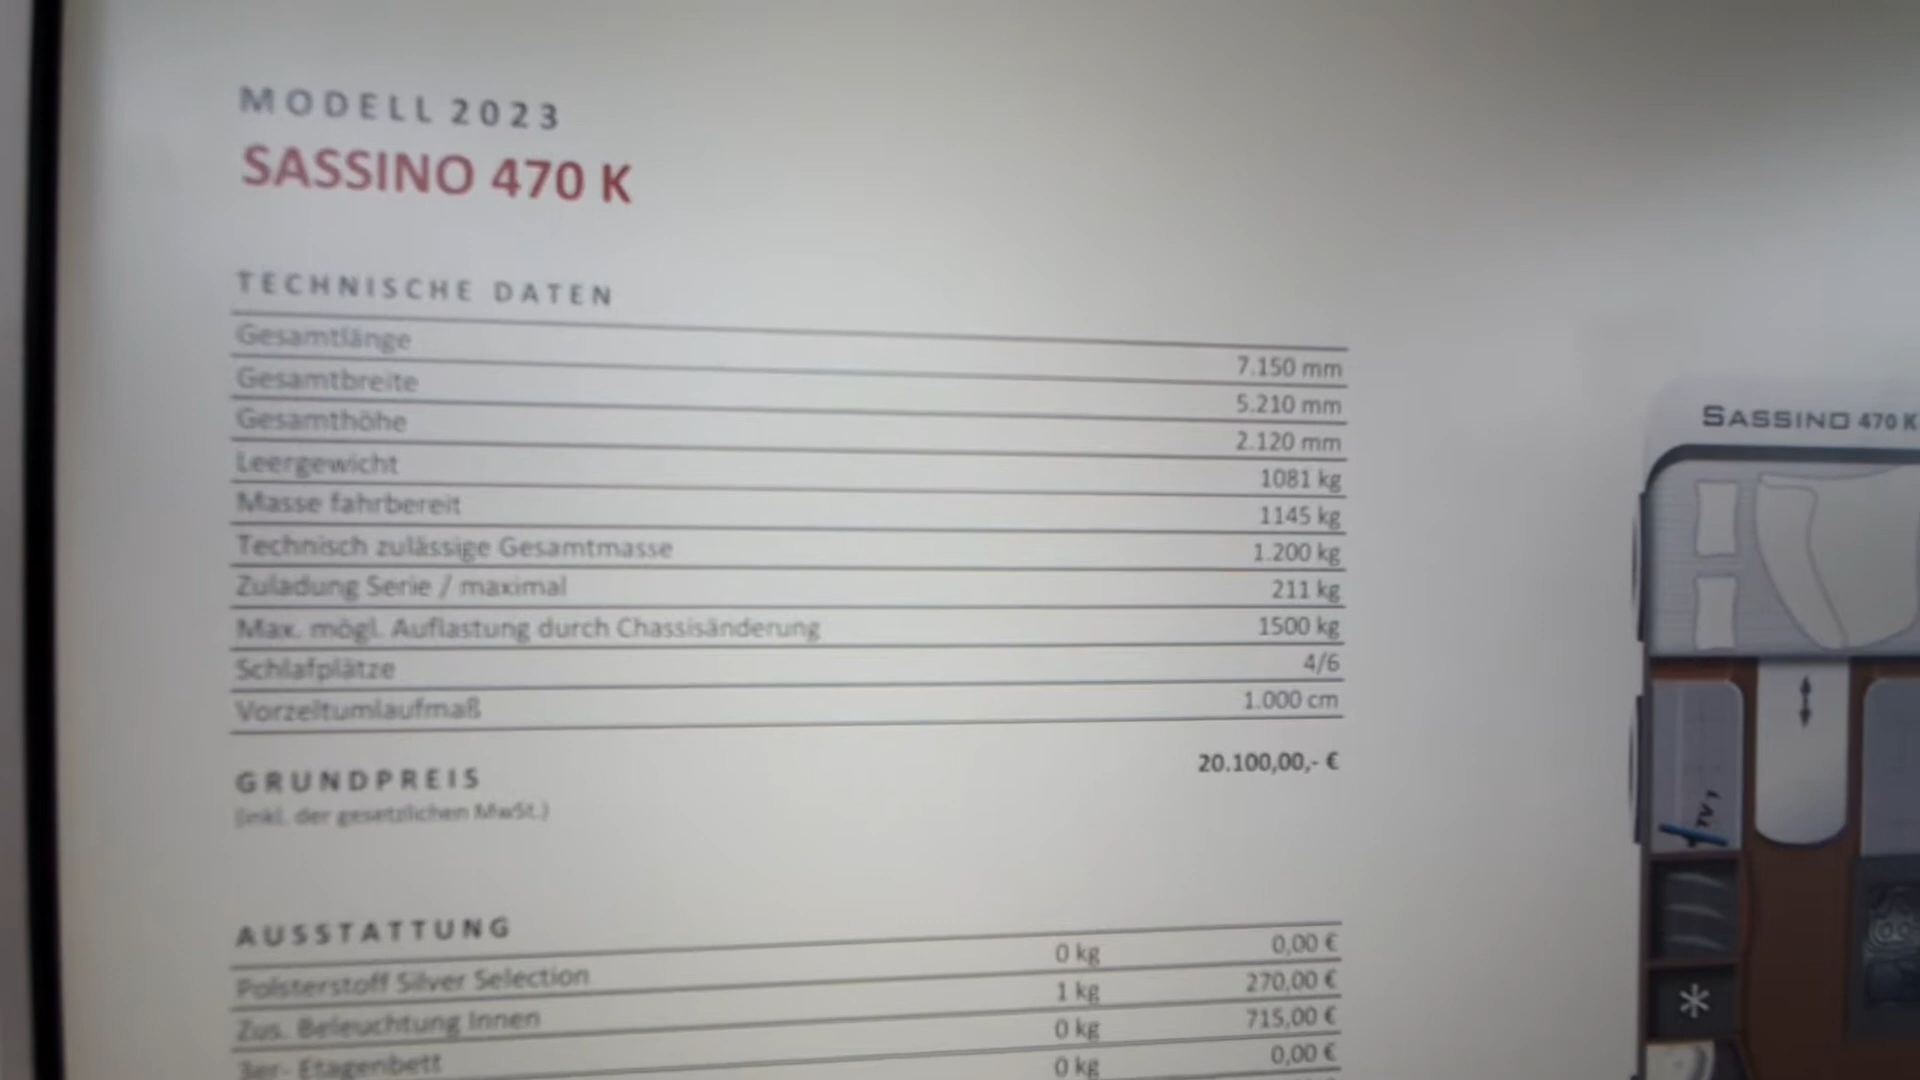 MODELL 2023
SASSINO 470 K
TECHNISCHE DATEN
Gesamtlänge 7.150 mm
Gesamtbreite 5.210 mm
Gesamthöhe 2.120 mm
Leergewicht 1081 kg
Masse fahrbereit 1145 kg
Technisch zulässige Gesamtmasse 1.200 kg
Zuladung Serie / maximal 211 kg
Max. mögl. Auflastung durch Chassisänderung 1500 kg
Schlafplätze 4/6
Vorzeltumlaufmaß 1.000 cm
GRUNDPREIS 20.100,00,- €
(inkl. der gesetzlichen MwSt.)
AUSSTATTUNG
Polsterstoff Silver Selection 0 kg 0,00 €
Zus. Beleuchtung Innen 1 kg 270,00 €
3er- Etagenbett 0 kg 715,00 €
0 kg 0,00 €
SASSINO 470 K
TV